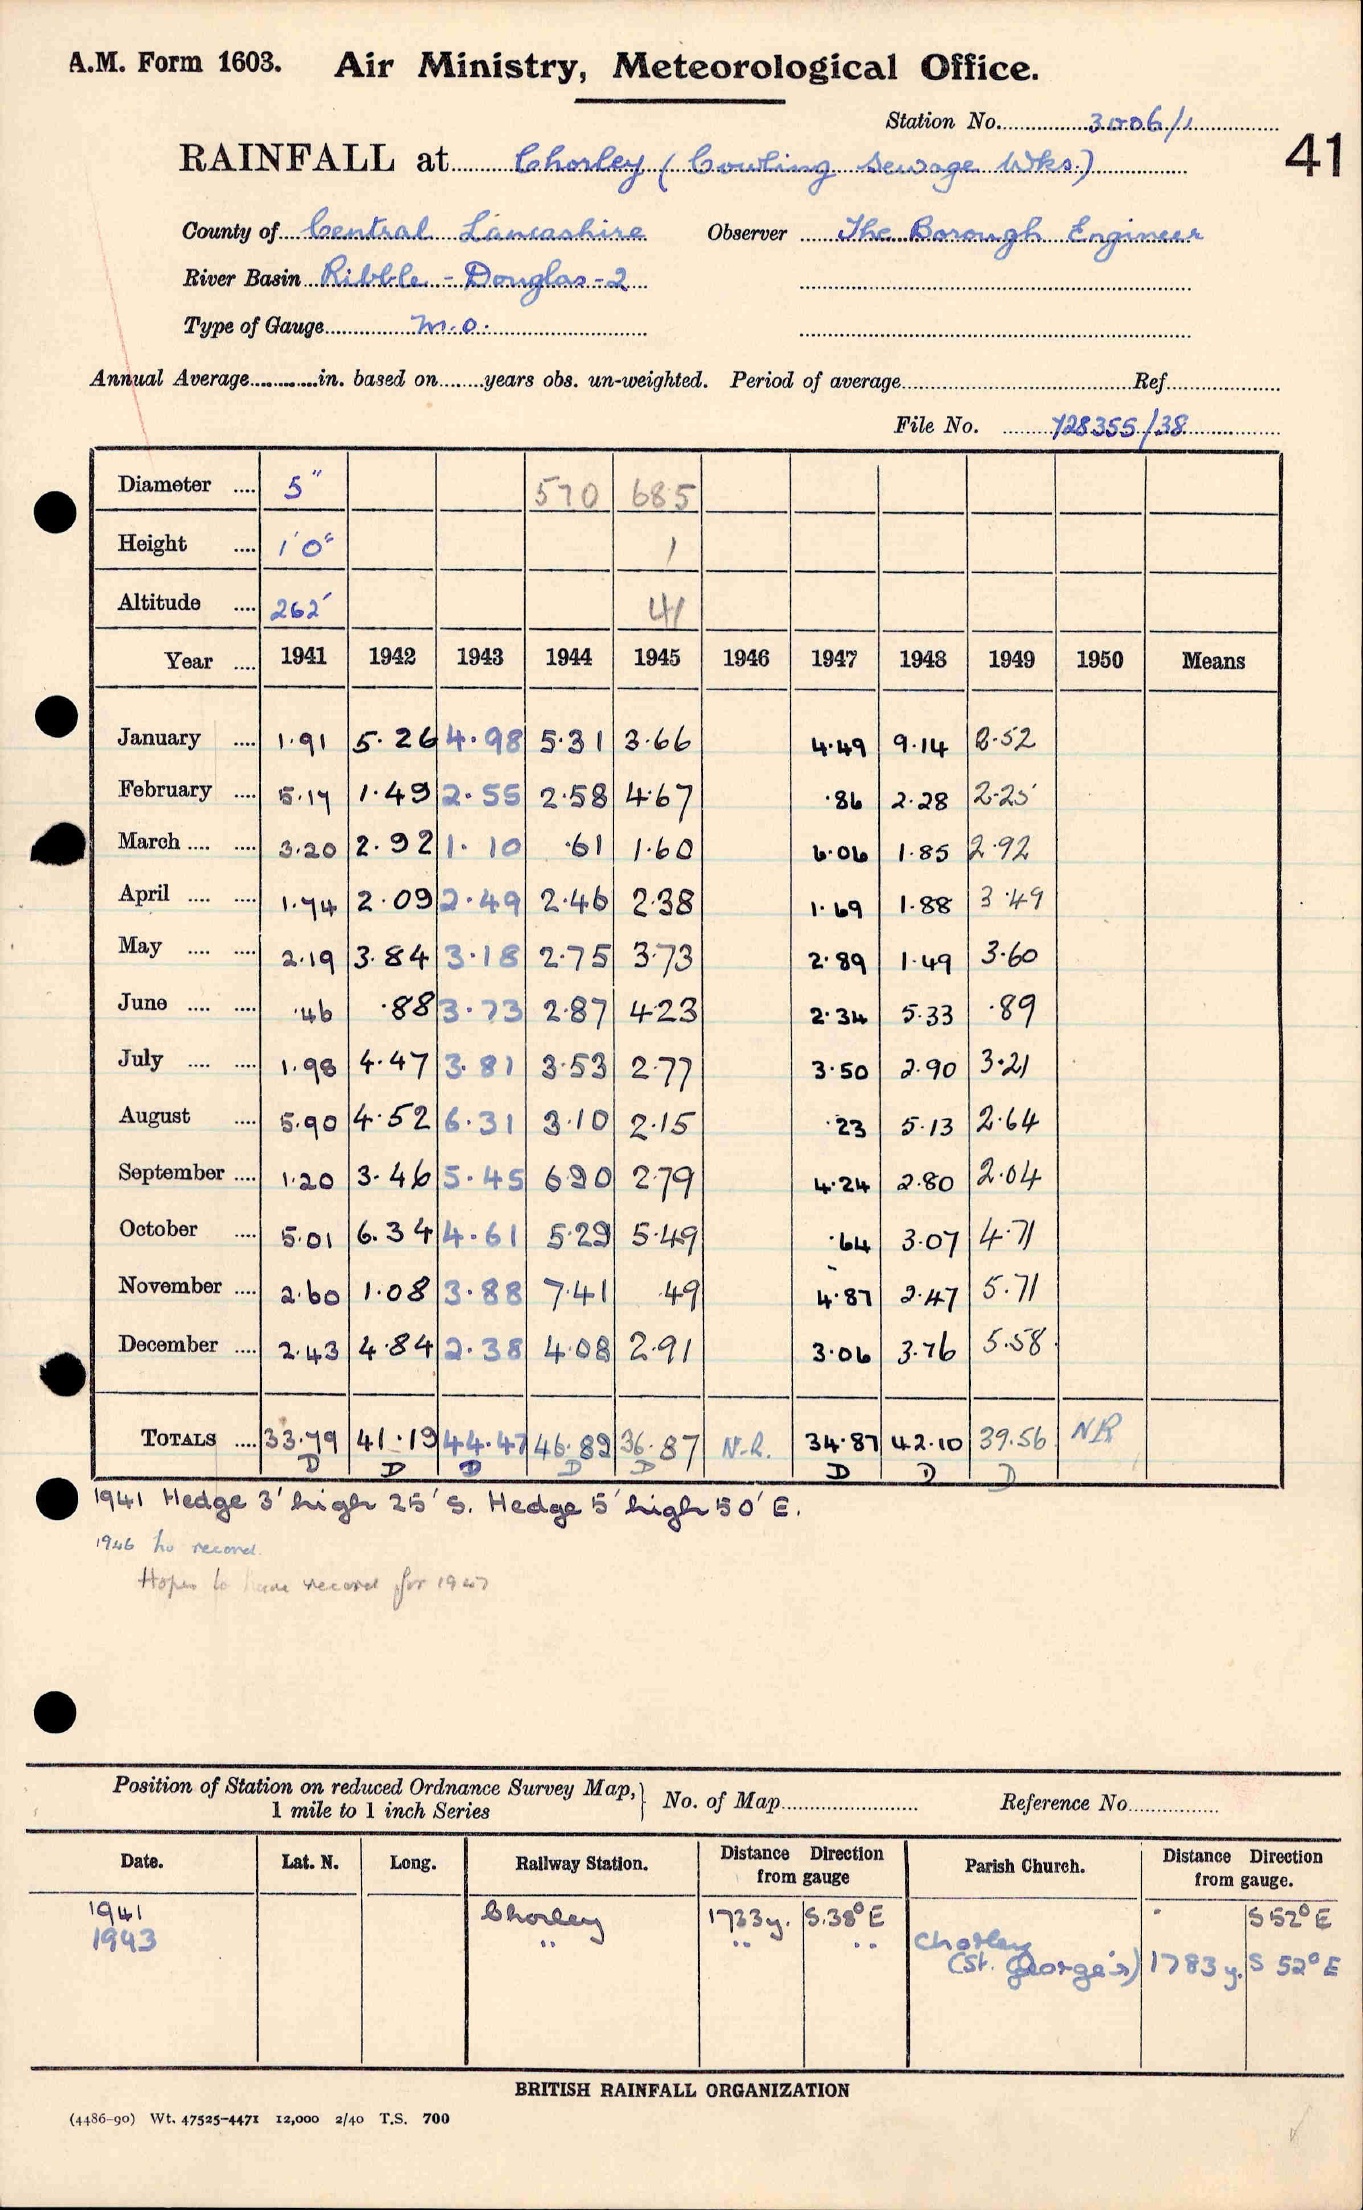 A.M. Form 1603. Air Ministry, Meteorological Office.
Station No. 3006/1
41
RAINFALL at Chorley (Cowling Sewage Wks.)
County of Central Lancashire Observer The Borough Engineer
River Basin Ribble - Douglas - 2
Type of Gauge M.O.
Annual Average in. based on years obs. un-weighted. Period of average Ref.
File No. 728355/38
Diameter .... 5" 570 685
Height .... 1'0" 1
Altitude .... 262' 41
Year .... 1941 1942 1943 1944 1945 1946 1947 1948 1949 1950 Means
January .... 1.91 5.26 4.98 5.31 3.66 4.49 9.14 2.52
February .... 5.17 1.49 2.55 2.58 4.67 .86 2.28 2.25
March .... .... 3.20 2.92 1.10 .61 1.60 6.06 1.85 2.92
April .... .... 1.74 2.09 2.49 2.46 2.38 1.69 1.88 3.49
May .... .... 2.19 3.84 3.18 2.75 3.73 2.89 1.49 3.60
June .... .... .46 .88 3.73 2.87 4.23 2.34 5.33 .89
July .... .... 1.98 4.47 3.81 3.53 2.77 3.50 2.90 3.21
August .... 5.90 4.52 6.31 3.10 2.15 .23 5.13 2.64
September .... 1.20 3.46 5.45 6.90 2.79 4.24 2.80 2.04
October .... 5.01 6.34 4.61 5.29 5.49 .64 3.07 4.71
November .... 2.60 1.08 3.88 7.41 .49 4.87 2.47 5.71
December .... 2.43 4.84 2.38 4.08 2.91 3.06 3.76 5.58
TOTALS .... 33.79 41.19 44.47 46.89 36.87 N.R. 34.87 42.10 39.56 NR
D D D D D D D D
1941 Hedge 3' high 25' S. Hedge 5' high 50' E.
1946 no record.
Hopes to have record for 1947
Position of Station on reduced Ordnance Survey Map,
1 mile to 1 inch Series } No. of Map Reference No.
Date. Lat. N. Long. Railway Station. Distance Direction from gauge Parish Church. Distance Direction from gauge.
1941 Chorley 1733y. S.38° E " S 52° E
1943 " " " Chorley (St. George's) 1783 y. S 52° E
BRITISH RAINFALL ORGANIZATION
(4486-90) Wt. 47525-4471 12,000 2/40 T.S. 700